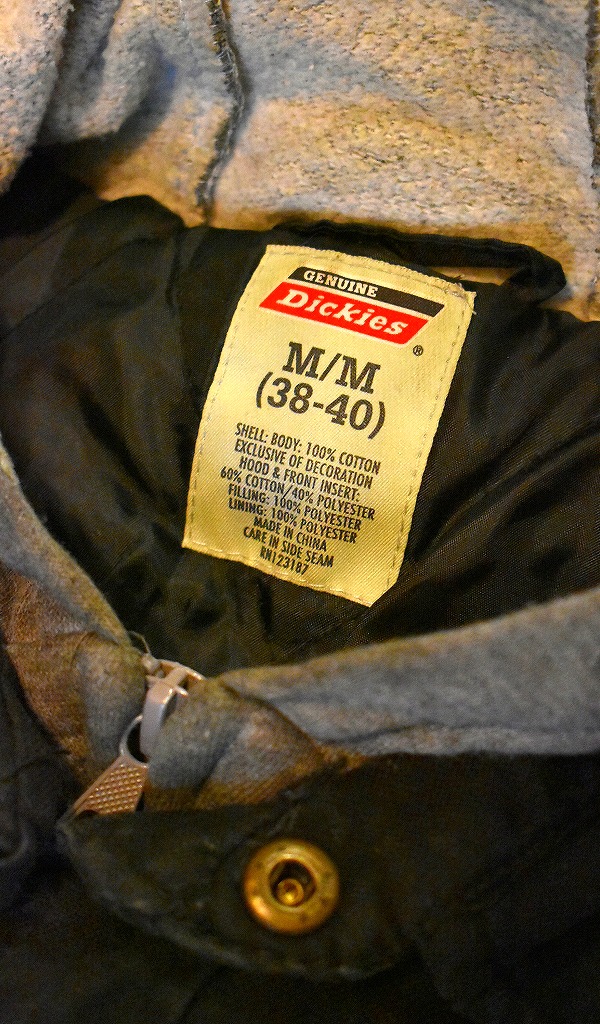 GENUINE
Dickies
®
M/M
(38-40)
SHELL: BODY: 100% COTTON
EXCLUSIVE OF DECORATION
HOOD & FRONT INSERT:
60% COTTON/40% POLYESTER
FILLING: 100% POLYESTER
LINING: 100% POLYESTER
MADE IN CHINA
CARE IN SIDE SEAM
RN123187